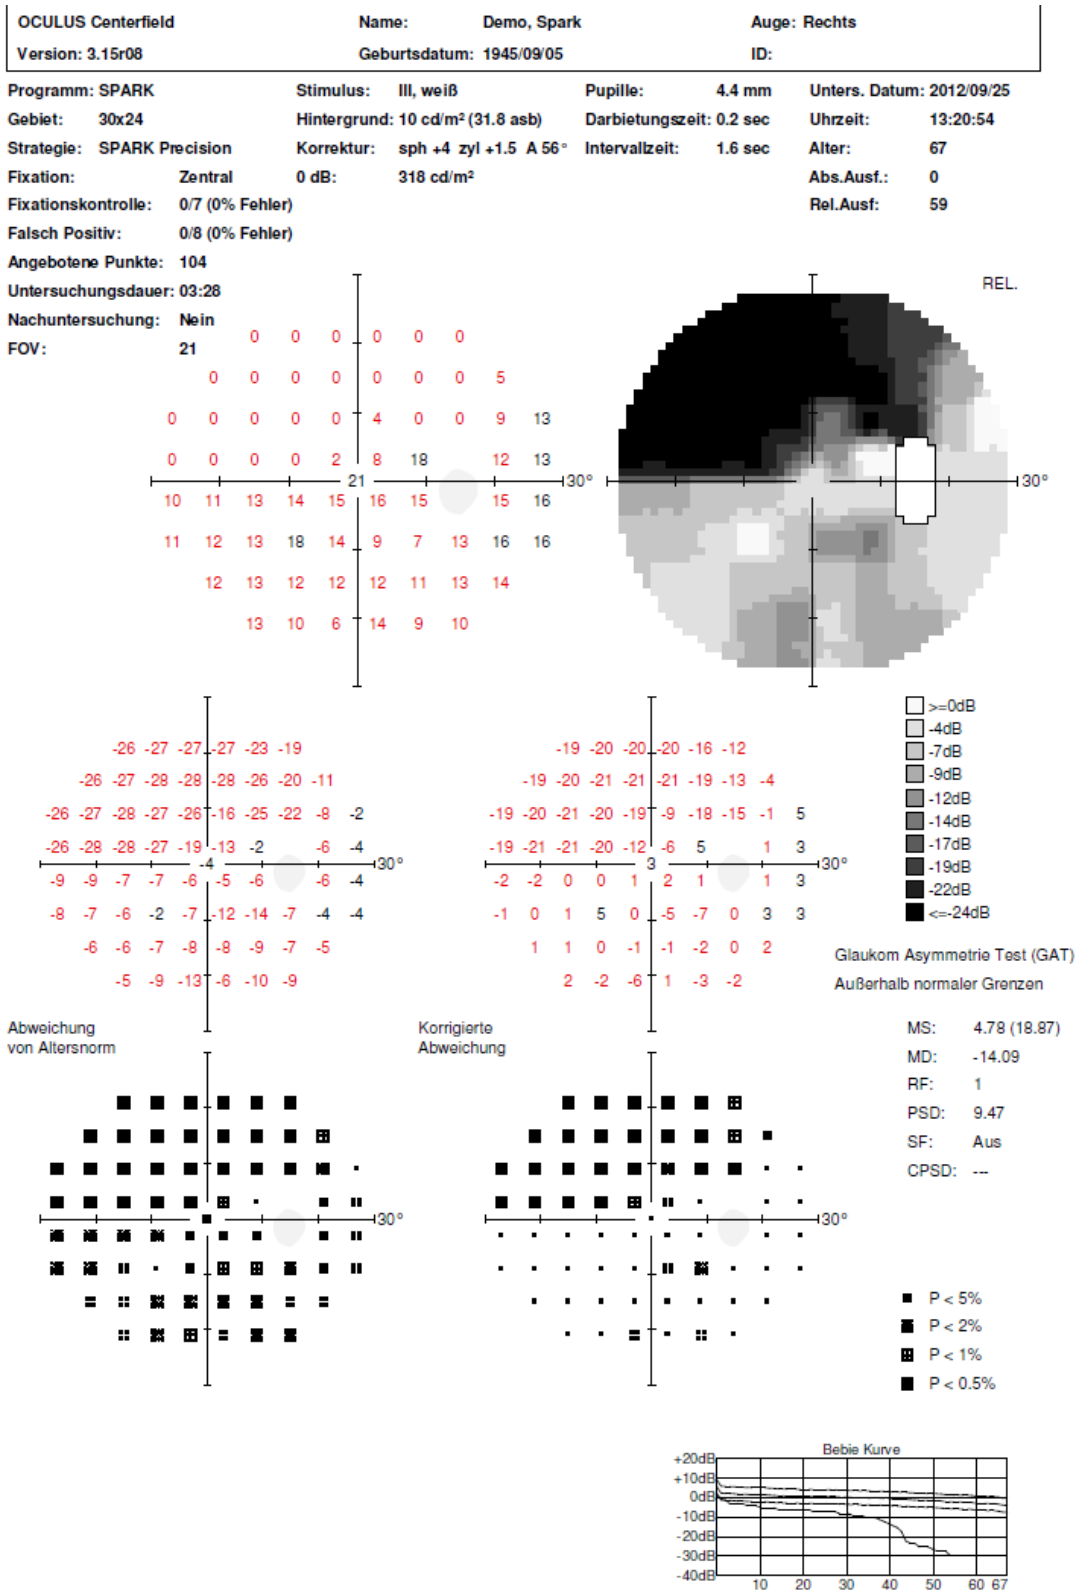 OCULUS Centerfield Name: Demo, Spark Auge: Rechts
Version: 3.15r08 Geburtsdatum: 1945/09/05 ID:
Programm: SPARK Stimulus: III, weiß Pupille: 4.4 mm Unters. Datum: 2012/09/25
Gebiet: 30x24 Hintergrund: 10 cd/m² (31.8 asb) Darbietungszeit: 0.2 sec Uhrzeit: 13:20:54
Strategie: SPARK Precision Korrektur: sph +4 zyl +1.5 A 56° Intervallzeit: 1.6 sec Alter: 67
Fixation: Zentral 0 dB: 318 cd/m² Abs.Ausf.: 0
Fixationskontrolle: 0/7 (0% Fehler) Rel.Ausf: 59
Falsch Positiv: 0/8 (0% Fehler)
Angebotene Punkte: 104
Untersuchungsdauer: 03:28 REL.
Nachuntersuchung: Nein
0 0 0 0 0 0
FOV: 21
0 0 0 0 0 0 0 5
0 0 0 0 0 4 0 0 9 13
0 0 0 0 2 8 18 12 13
21 30° 30°
10 11 13 14 15 16 15 15 16
11 12 13 18 14 9 7 13 16 16
12 13 12 12 12 11 13 14
13 10 6 14 9 10
>=0dB
-4dB
-7dB
-9dB
-12dB
-14dB
-17dB
-19dB
-22dB
<=-24dB
-26 -27 -27 -27 -23 -19
-26 -27 -28 -28 -28 -26 -20 -11
-26 -27 -28 -27 -26 -16 -25 -22 -8 -2
-26 -28 -28 -27 -19 -13 -2 -6 -4
-4 30°
-9 -9 -7 -7 -6 -5 -6 -6 -4
-8 -7 -6 -2 -7 -12 -14 -7 -4 -4
-6 -6 -7 -8 -8 -9 -7 -5
-5 -9 -13 -6 -10 -9
Abweichung
von Altersnorm
-19 -20 -20 -20 -16 -12
-19 -20 -21 -21 -21 -19 -13 -4
-19 -20 -21 -20 -19 -9 -18 -15 -1 5
-19 -21 -21 -20 -12 -6 5 1 3
3 30°
-2 -2 0 0 1 2 1 1 3
-1 0 1 5 0 -5 -7 0 3 3
1 1 0 -1 -1 -2 0 2
2 -2 -6 1 -3 -2
Korrigierte
Abweichung
Glaukom Asymmetrie Test (GAT)
Außerhalb normaler Grenzen
MS: 4.78 (18.87)
MD: -14.09
RF: 1
PSD: 9.47
SF: Aus
CPSD: ---
30° 30°
P < 5%
P < 2%
P < 1%
P < 0.5%
Bebie Kurve
+20dB
+10dB
0dB
-10dB
-20dB
-30dB
-40dB
10 20 30 40 50 60 67